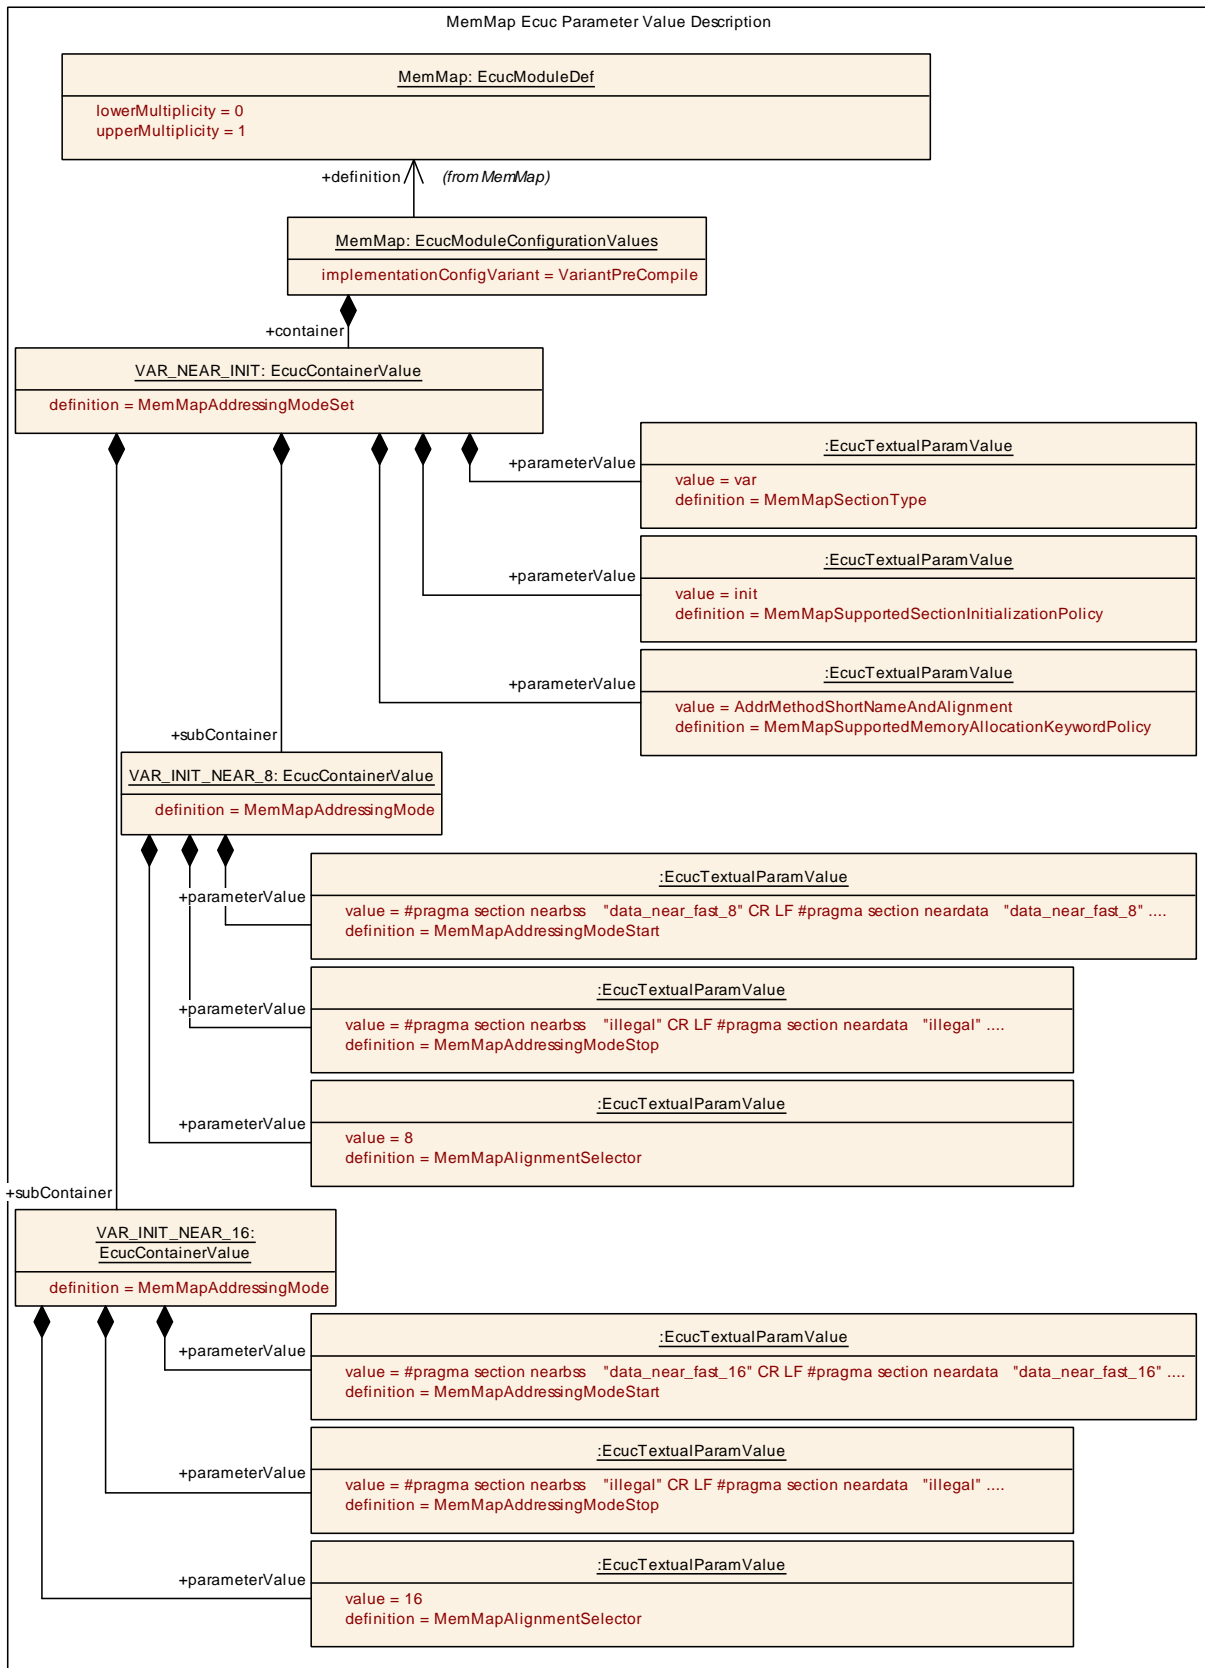 MemMap Ecuc Parameter Value Description
MemMap: EcucModuleDef
lowerMultiplicity = 0
upperMultiplicity = 1
+definition
(from MemMap)
MemMap: EcucModuleConfigurationValues
implementationConfigVariant = VariantPreCompile
+container
VAR_NEAR_INIT: EcucContainerValue
definition = MemMapAddressingModeSet
:EcucTextualParamValue
+parameterValue
value = var
definition = MemMapSectionType
:EcucTextualParamValue
+parameterValue
value = init
definition = MemMapSupportedSectionInitializationPolicy
:EcucTextualParamValue
+parameterValue
value = AddrMethodShortNameAndAlignment
definition = MemMapSupportedMemoryAllocationKeywordPolicy
+subContainer
VAR_INIT_NEAR_8: EcucContainerValue
definition = MemMapAddressingMode
:EcucTextualParamValue
+parameterValue
value = #pragma section nearbss   "data_near_fast_8" CR LF #pragma section neardata   "data_near_fast_8" ....
definition = MemMapAddressingModeStart
:EcucTextualParamValue
+parameterValue
value = #pragma section nearbss   "illegal" CR LF #pragma section neardata   "illegal" ....
definition = MemMapAddressingModeStop
:EcucTextualParamValue
+parameterValue
value = 8
definition = MemMapAlignmentSelector
+subContainer
VAR_INIT_NEAR_16:
EcucContainerValue
definition = MemMapAddressingMode
:EcucTextualParamValue
+parameterValue
value = #pragma section nearbss   "data_near_fast_16" CR LF #pragma section neardata   "data_near_fast_16" ....
definition = MemMapAddressingModeStart
:EcucTextualParamValue
+parameterValue
value = #pragma section nearbss   "illegal" CR LF #pragma section neardata   "illegal" ....
definition = MemMapAddressingModeStop
:EcucTextualParamValue
+parameterValue
value = 16
definition = MemMapAlignmentSelector